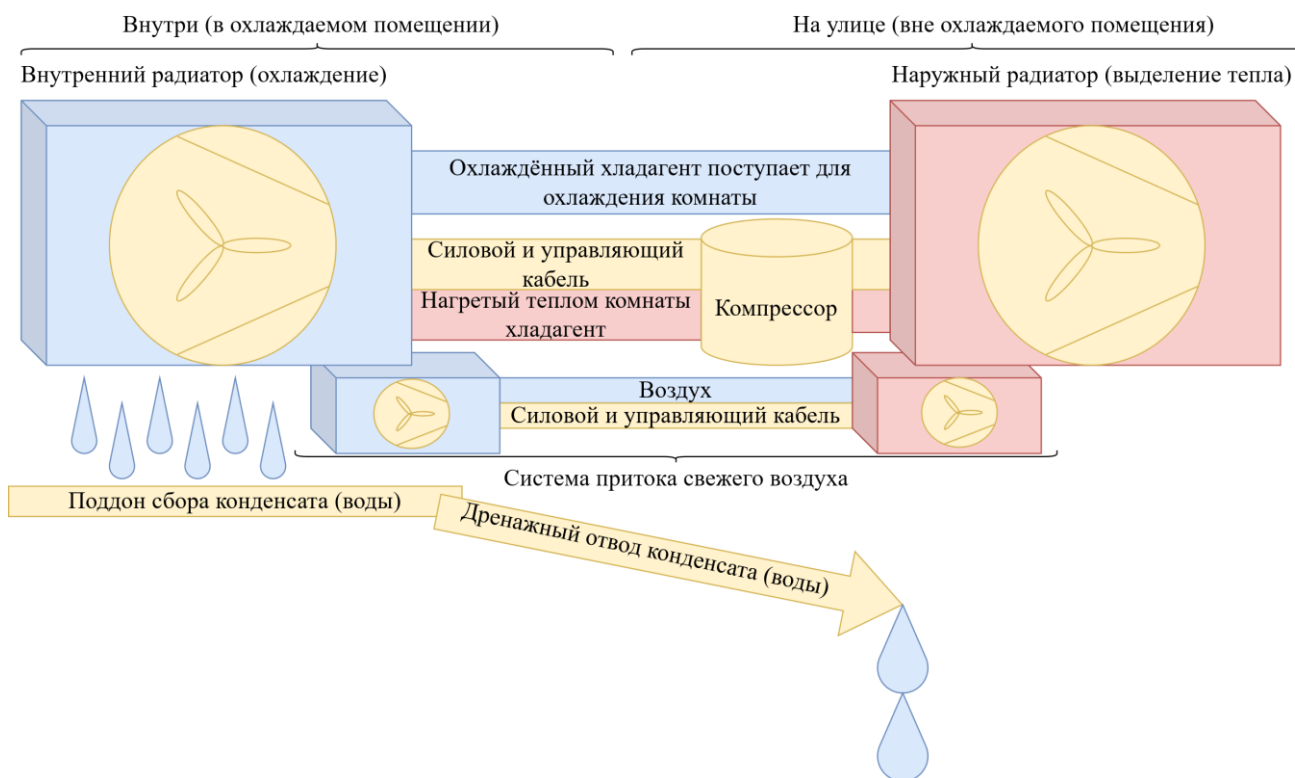 Внутри (в охлаждаемом помещении)
На улице (вне охлаждаемого помещения)
Внутренний радиатор (охлаждение)
Наружный радиатор (выделение тепла)
Охлаждённый хладагент поступает для
охлаждения комнаты
Силовой и управляющий
кабель
Нагретый теплом комнаты
хладагент
Компрессор
Воздух
Силовой и управляющий кабель
Система притока свежего воздуха
Поддон сбора конденсата (воды)
Дренажный отвод конденсата (воды)